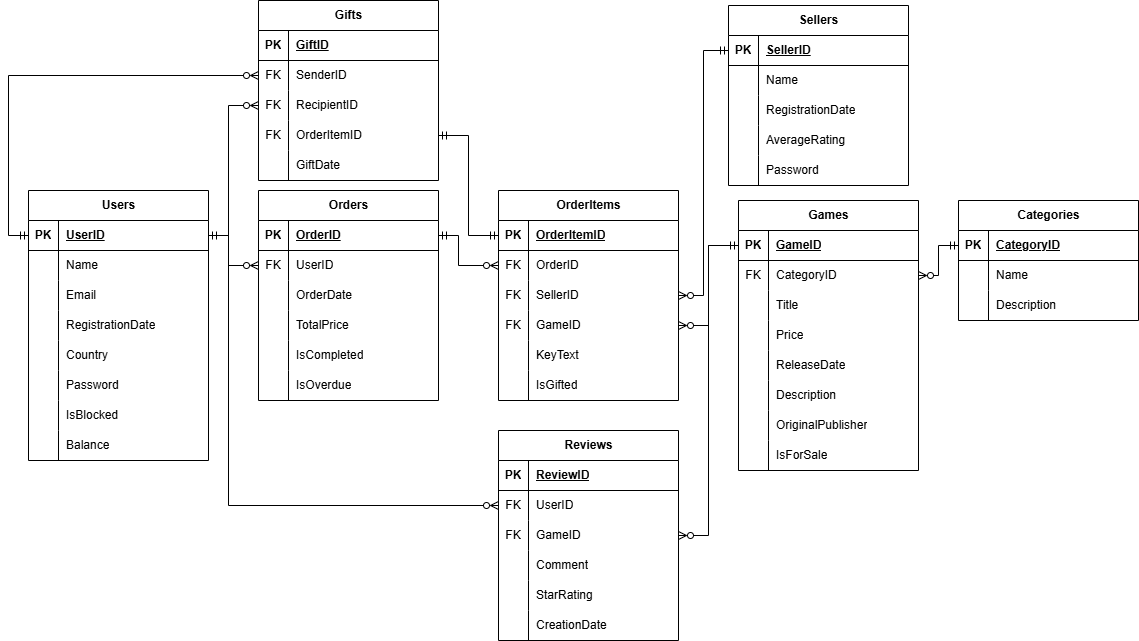 Gifts
PK GiftID
FK SenderID
FK RecipientID
FK OrderItemID
GiftDate
Sellers
PK SellerID
Name
RegistrationDate
AverageRating
Password
Users
PK UserID
Name
Email
RegistrationDate
Country
Password
IsBlocked
Balance
Orders
PK OrderID
FK UserID
OrderDate
TotalPrice
IsCompleted
IsOverdue
OrderItems
PK OrderItemID
FK OrderID
FK SellerID
FK GameID
KeyText
IsGifted
Games
PK GameID
FK CategoryID
Title
Price
ReleaseDate
Description
OriginalPublisher
IsForSale
Categories
PK CategoryID
Name
Description
Reviews
PK ReviewID
FK UserID
FK GameID
Comment
StarRating
CreationDate